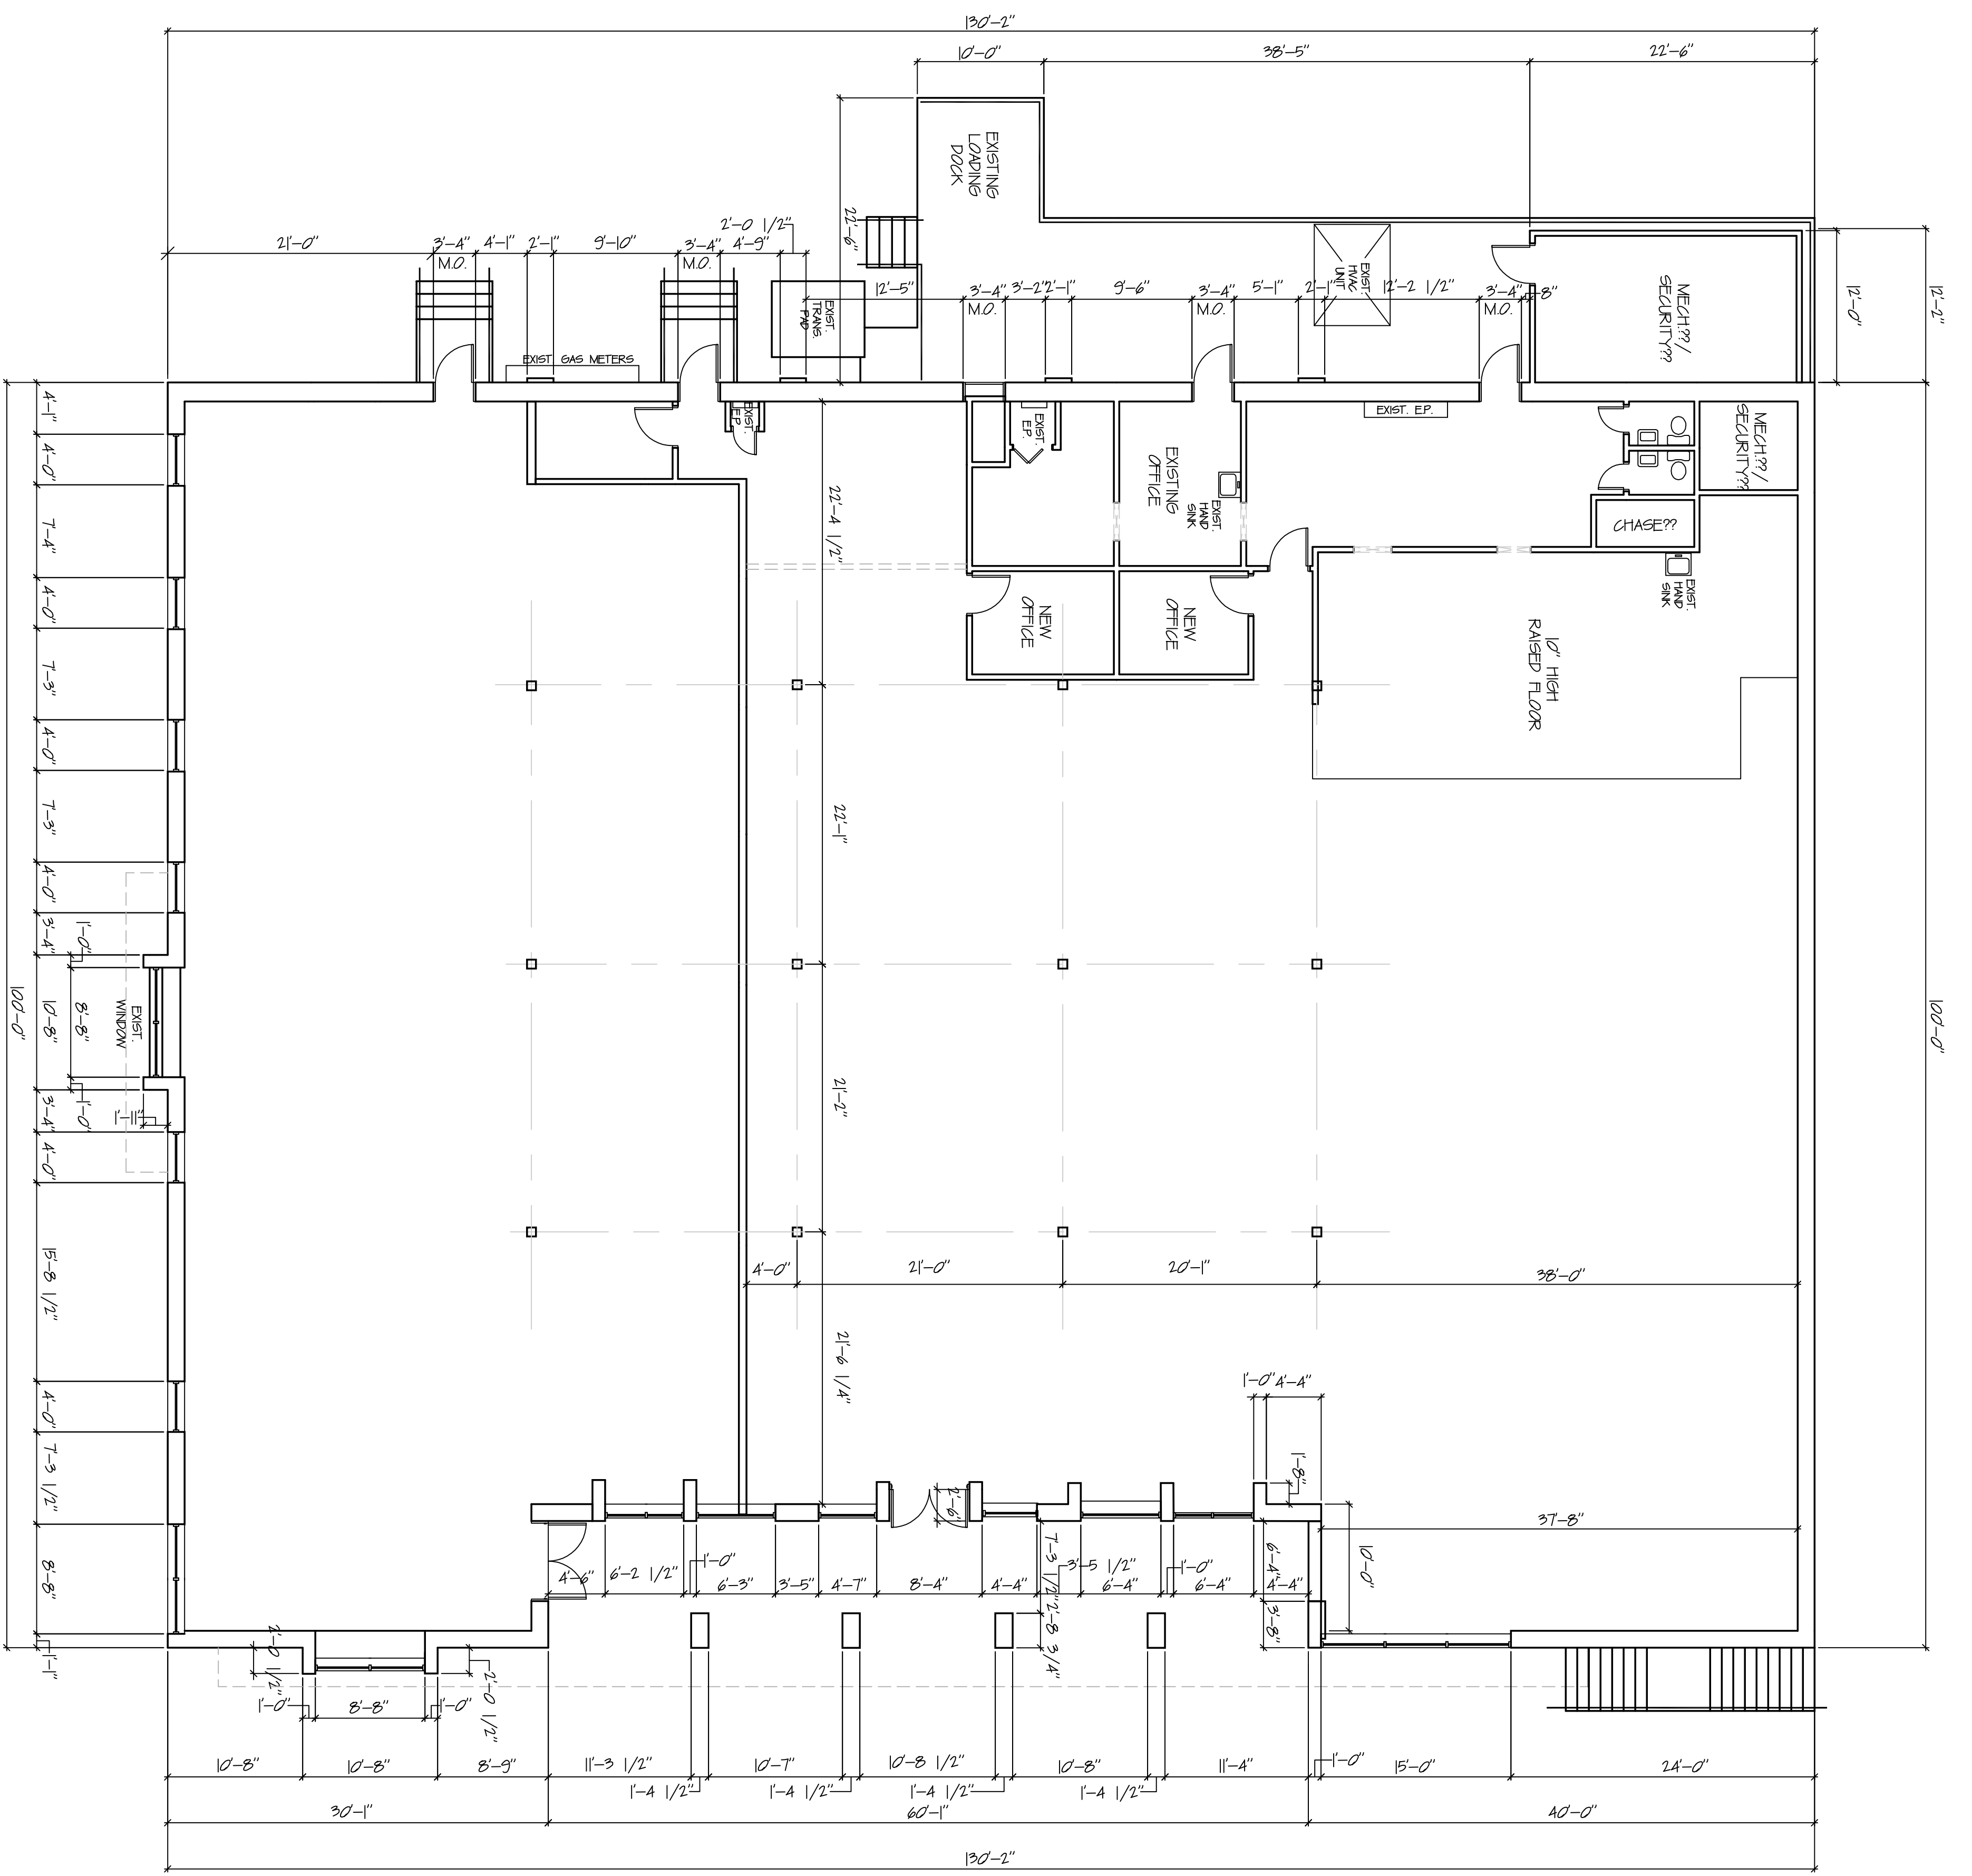 130'-2"
10'-0"
38'-5"
22'-6"
EXISTING
LOADING
DOCK
22'-6"
2'-0 1/2"
21'-0"
3'-4"
M.O.
4'-1"
2'-1"
9'-10"
3'-4"
M.O.
4'-9"
12'-5"
3'-4"
M.O.
3'-2"
2'-1"
9'-6"
3'-4"
M.O.
5'-1"
2'-1"
12'-2 1/2"
3'-4"
M.O.
8"
EXIST.
HVAC
UNIT
MECH.??/
SECURITY??
12'-0"
12'-2"
EXIST.
TRANS.
PAD
EXIST. GAS METERS
EXIST.
E.P.
EXIST.
E.P.
EXISTING
OFFICE
EXIST.
HAND
SINK
EXIST. E.P.
MECH.??/
SECURITY??
CHASE??
EXIST.
HAND
SINK
NEW
OFFICE
NEW
OFFICE
10" HIGH
RAISED FLOOR
22'-4 1/2"
22'-1"
21'-2"
21'-6 1/4"
4'-1"
4'-0"
7'-4"
4'-0"
7'-3"
4'-0"
7'-3"
4'-0"
3'-4"
1'-0"
100'-0"
10'-8"
8'-8"
EXIST.
WINDOW
1'-0"
3'-4"
1'-11"
4'-0"
15'-8 1/2"
4'-0"
7'-3 1/2"
8'-8"
1'-1"
100'-0"
4'-0"
21'-0"
20'-1"
38'-0"
1'-0"
4'-4"
1'-8"
2'-6"
37'-8"
10'-0"
4'-6"
6'-2 1/2"
1'-0"
6'-3"
3'-5"
4'-7"
8'-4"
4'-4"
7'-3 1/2"
3'-5 1/2"
6'-4"
1'-0"
6'-4"
4'-4"
6'-4"
3'-8"
2'-8 3/4"
2'-0 1/2"
2'-0 1/2"
1'-0"
8'-8"
1'-0"
10'-8"
10'-8"
8'-9"
11'-3 1/2"
10'-7"
10'-8 1/2"
10'-8"
11'-4"
1'-0"
15'-0"
24'-0"
1'-4 1/2"
1'-4 1/2"
1'-4 1/2"
1'-4 1/2"
30'-1"
60'-1"
40'-0"
130'-2"